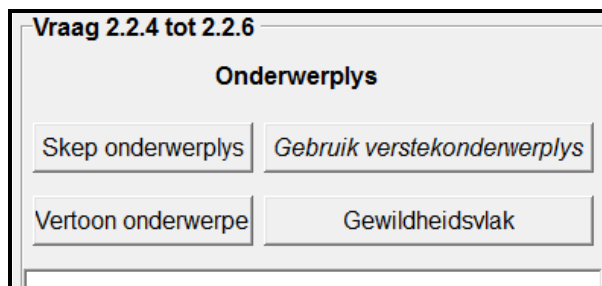 Vraag 2.2.4 tot 2.2.6
Onderwerplys
Skep onderwerplys Gebruik verstekonderwerplys
Vertoon onderwerpe Gewildheidsvlak